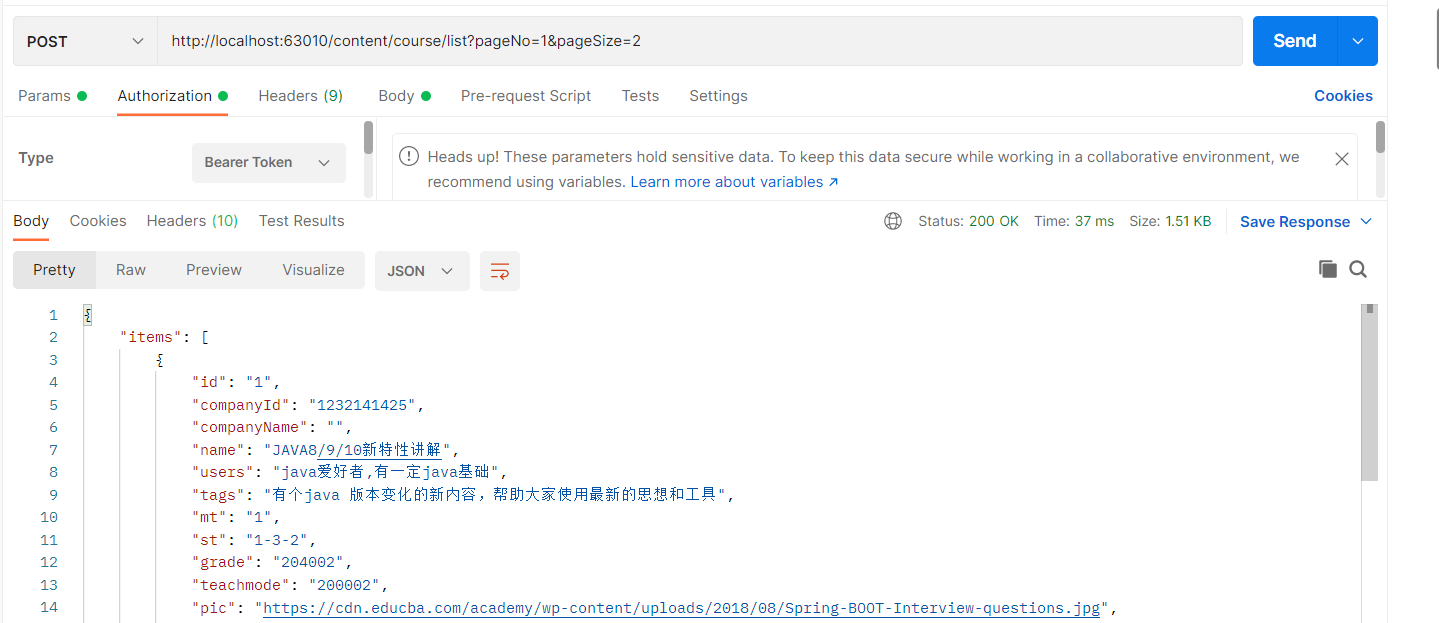 POST http://localhost:63010/content/course/list?pageNo=1&pageSize=2 Send
Params Authorization Headers (9) Body Pre-request Script Tests Settings Cookies
Type Bearer Token
Heads up! These parameters hold sensitive data. To keep this data secure while working in a collaborative environment, we
recommend using variables. Learn more about variables ↗
Body Cookies Headers (10) Test Results Status: 200 OK Time: 37 ms Size: 1.51 KB Save Response
Pretty Raw Preview Visualize JSON
1 {
2 "items": [
3 {
4 "id": "1",
5 "companyId": "1232141425",
6 "companyName": "",
7 "name": "JAVA8/9/10新特性讲解",
8 "users": "java爱好者,有一定java基础",
9 "tags": "有个java 版本变化的新内容，帮助大家使用最新的思想和工具",
10 "mt": "1",
11 "st": "1-3-2",
12 "grade": "204002",
13 "teachmode": "200002",
14 "pic": "https://cdn.educba.com/academy/wp-content/uploads/2018/08/Spring-BOOT-Interview-questions.jpg",